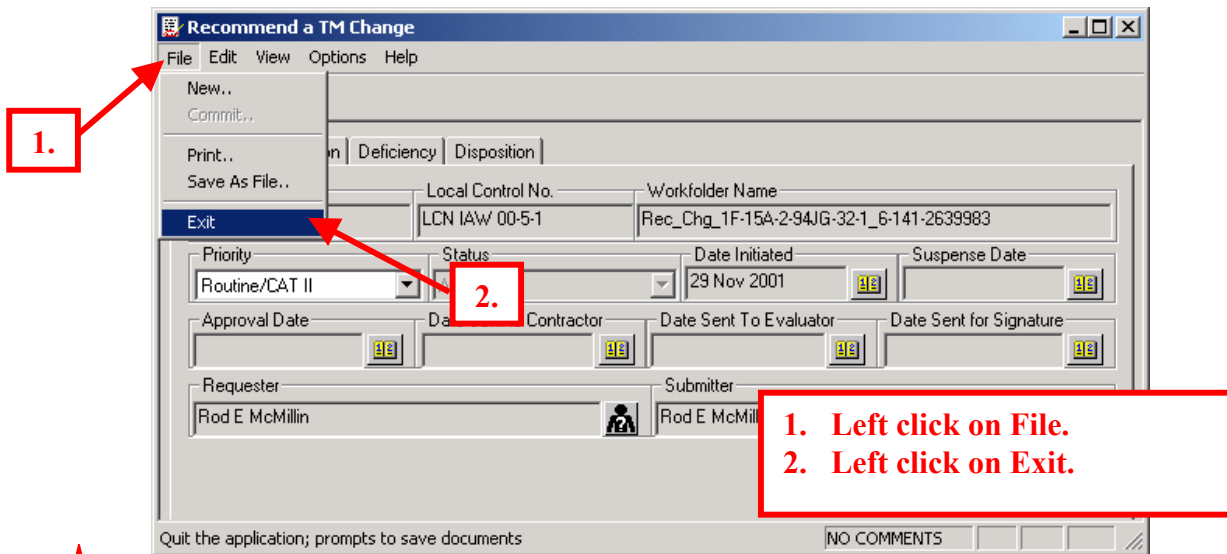 Recommend a TM Change
File Edit View Options Help
New..
Commit..
1.
Print..
Deficiency Disposition
Save As File..
Local Control No. Workfolder Name
Exit LCN IAW 00-5-1 Rec_Chg_1F-15A-2-94JG-32-1_6-141-2639983
Priority Status Date Initiated Suspense Date
Routine/CAT II 29 Nov 2001
2.
Approval Date Contractor Date Sent To Evaluator Date Sent for Signature
Requester Submitter
Rod E McMillin Rod E McMill
1. Left click on File.
2. Left click on Exit.
Quit the application; prompts to save documents NO COMMENTS